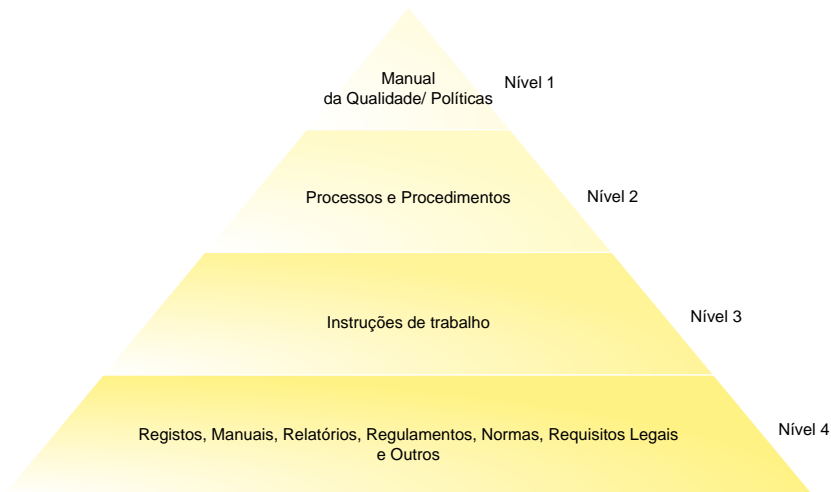 Manual
da Qualidade/ Políticas
Nível 1
Processos e Procedimentos
Nível 2
Instruções de trabalho
Nível 3
Registos, Manuais, Relatórios, Regulamentos, Normas, Requisitos Legais
e Outros
Nível 4